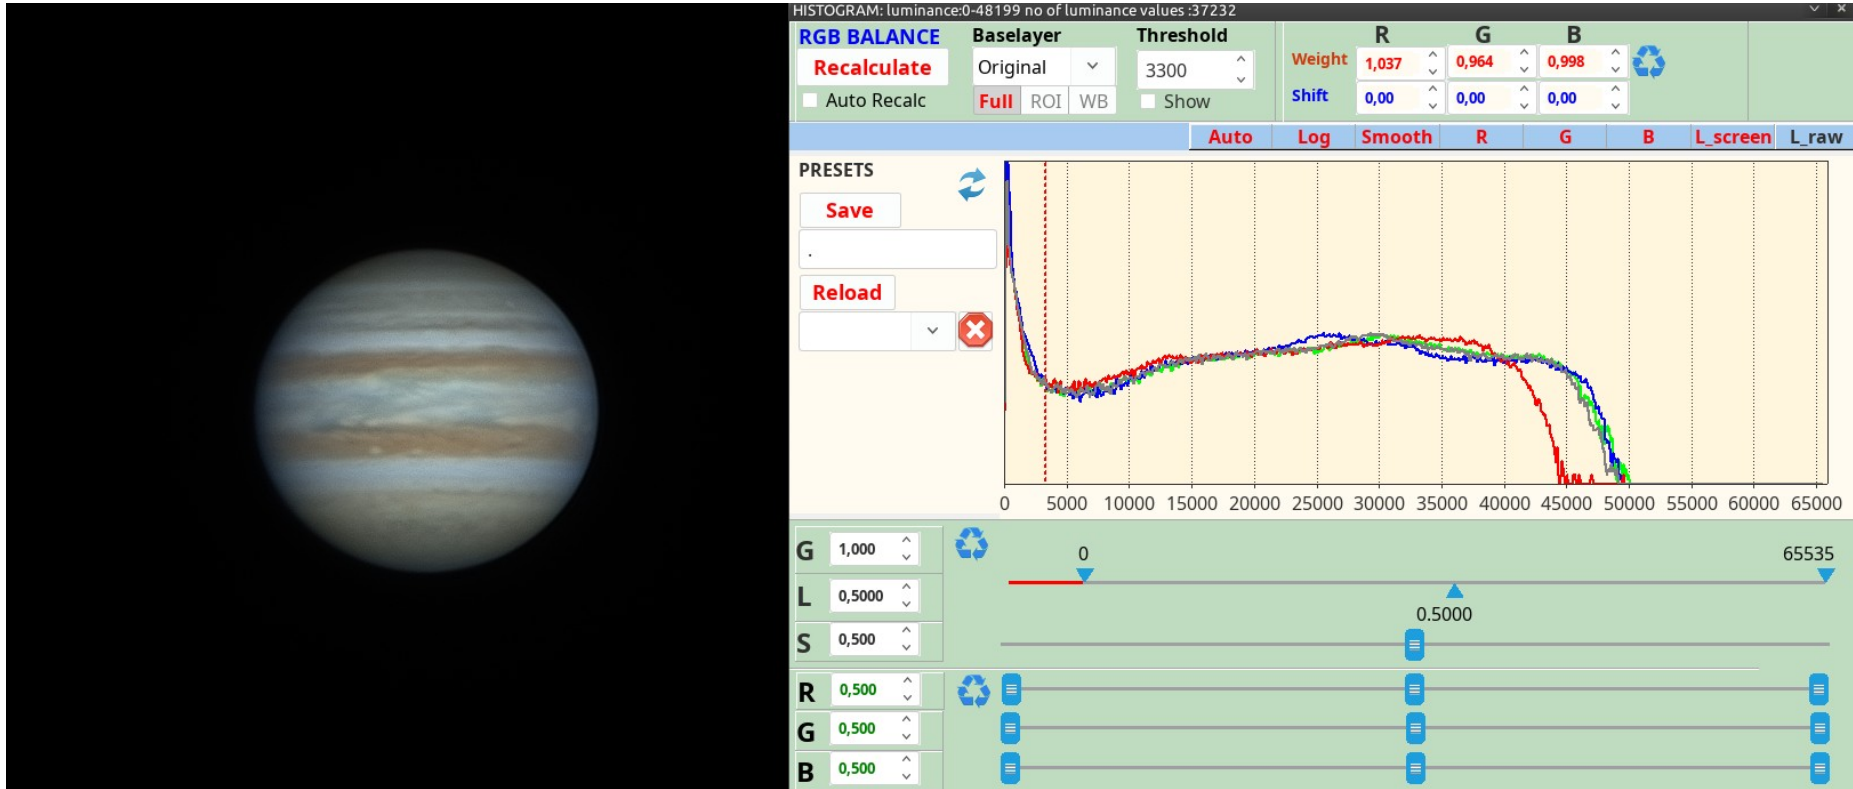 HISTOGRAM: luminance:0-48199 no of luminance values :37232
RGB BALANCE Baselayer Threshold R G B
Recalculate Original 3300 Weight 1,037 0,964 0,998
Auto Recalc Full ROI WB Show Shift 0,00 0,00 0,00
Auto Log Smooth R G B L_screen L_raw
PRESETS
Save
.
Reload
0 5000 10000 15000 20000 25000 30000 35000 40000 45000 50000 55000 60000 65000
G 1,000 0 65535
L 0,5000 0.5000
S 0,500
R 0,500
G 0,500
B 0,500